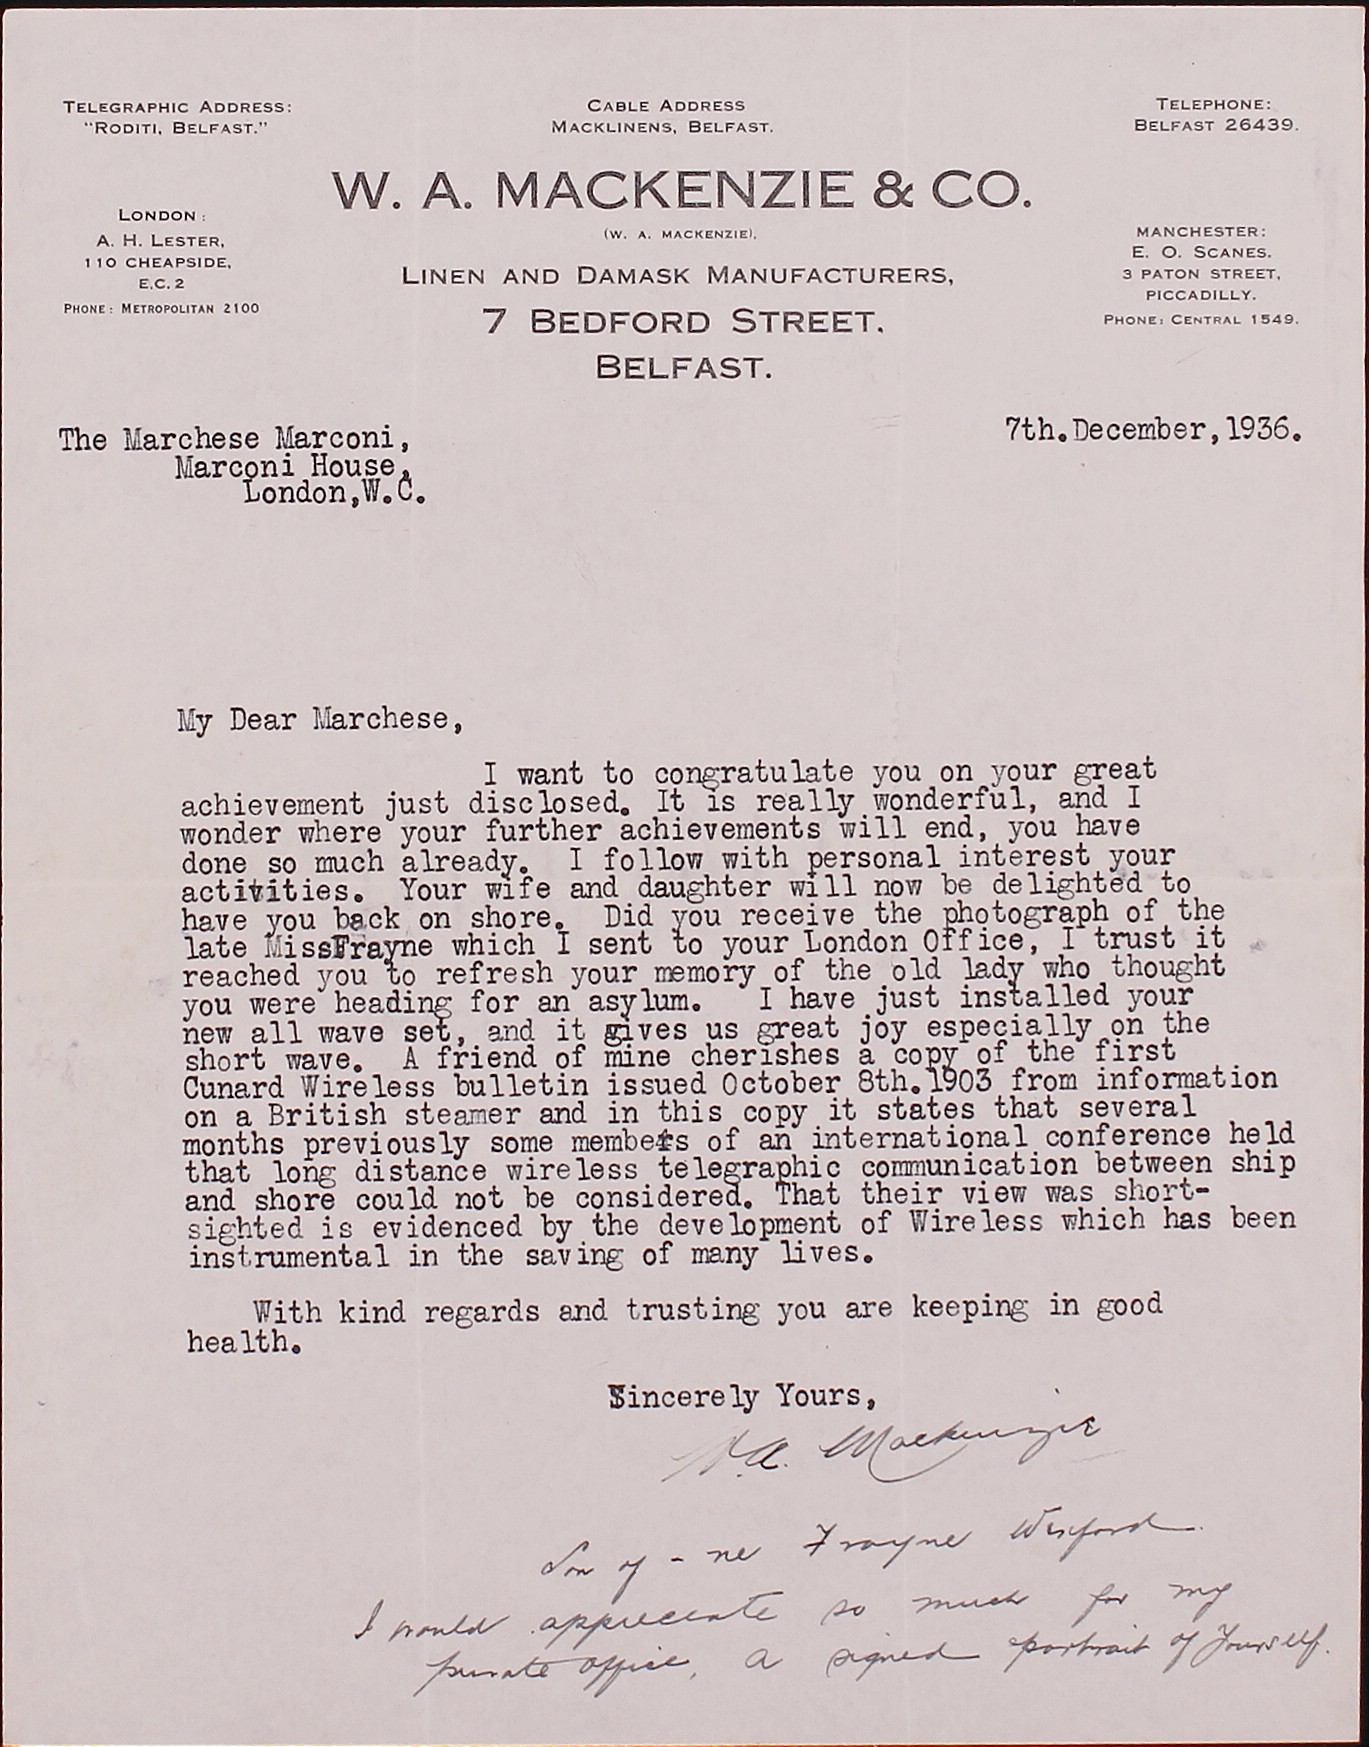 TELEGRAPHIC ADDRESS:
"RODITI, BELFAST."
CABLE ADDRESS
MACKLINENS, BELFAST.
TELEPHONE:
BELFAST 26439.
W. A. MACKENZIE & CO.
(W. A. MACKENZIE),
LINEN AND DAMASK MANUFACTURERS,
7 BEDFORD STREET.
BELFAST.
LONDON:
A. H. LESTER,
110 CHEAPSIDE,
E.C. 2
PHONE: METROPOLITAN 2100
MANCHESTER:
E. O. SCANES.
3 PATON STREET,
PICCADILLY.
PHONE: CENTRAL 1549.
7th.December,1936.
The Marchese Marconi,
Marconi House,
London,W.C.
My Dear Marchese,
I want to congratulate you on your great
achievement just disclosed. It is really wonderful, and I
wonder where your further achievements will end, you have
done so much already. I follow with personal interest your
activities. Your wife and daughter will now be delighted to
have you back on shore. Did you receive the photograph of the
late MissFrayne which I sent to your London Office, I trust it
reached you to refresh your memory of the old lady who thought
you were heading for an asylum. I have just installed your
new all wave set, and it gives us great joy especially on the
short wave. A friend of mine cherishes a copy of the first
Cunard Wireless bulletin issued October 8th.1903 from information
on a British steamer and in this copy it states that several
months previously some members of an international conference held
that long distance wireless telegraphic communication between ship
and shore could not be considered. That their view was short-
sighted is evidenced by the development of Wireless which has been
instrumental in the saving of many lives.
With kind regards and trusting you are keeping in good
health.
Sincerely Yours,
W.A. Mackenzie
Son of - ne Frayne Wexford.
I would appreciate so much for my
private office, a signed portrait of Yourself.